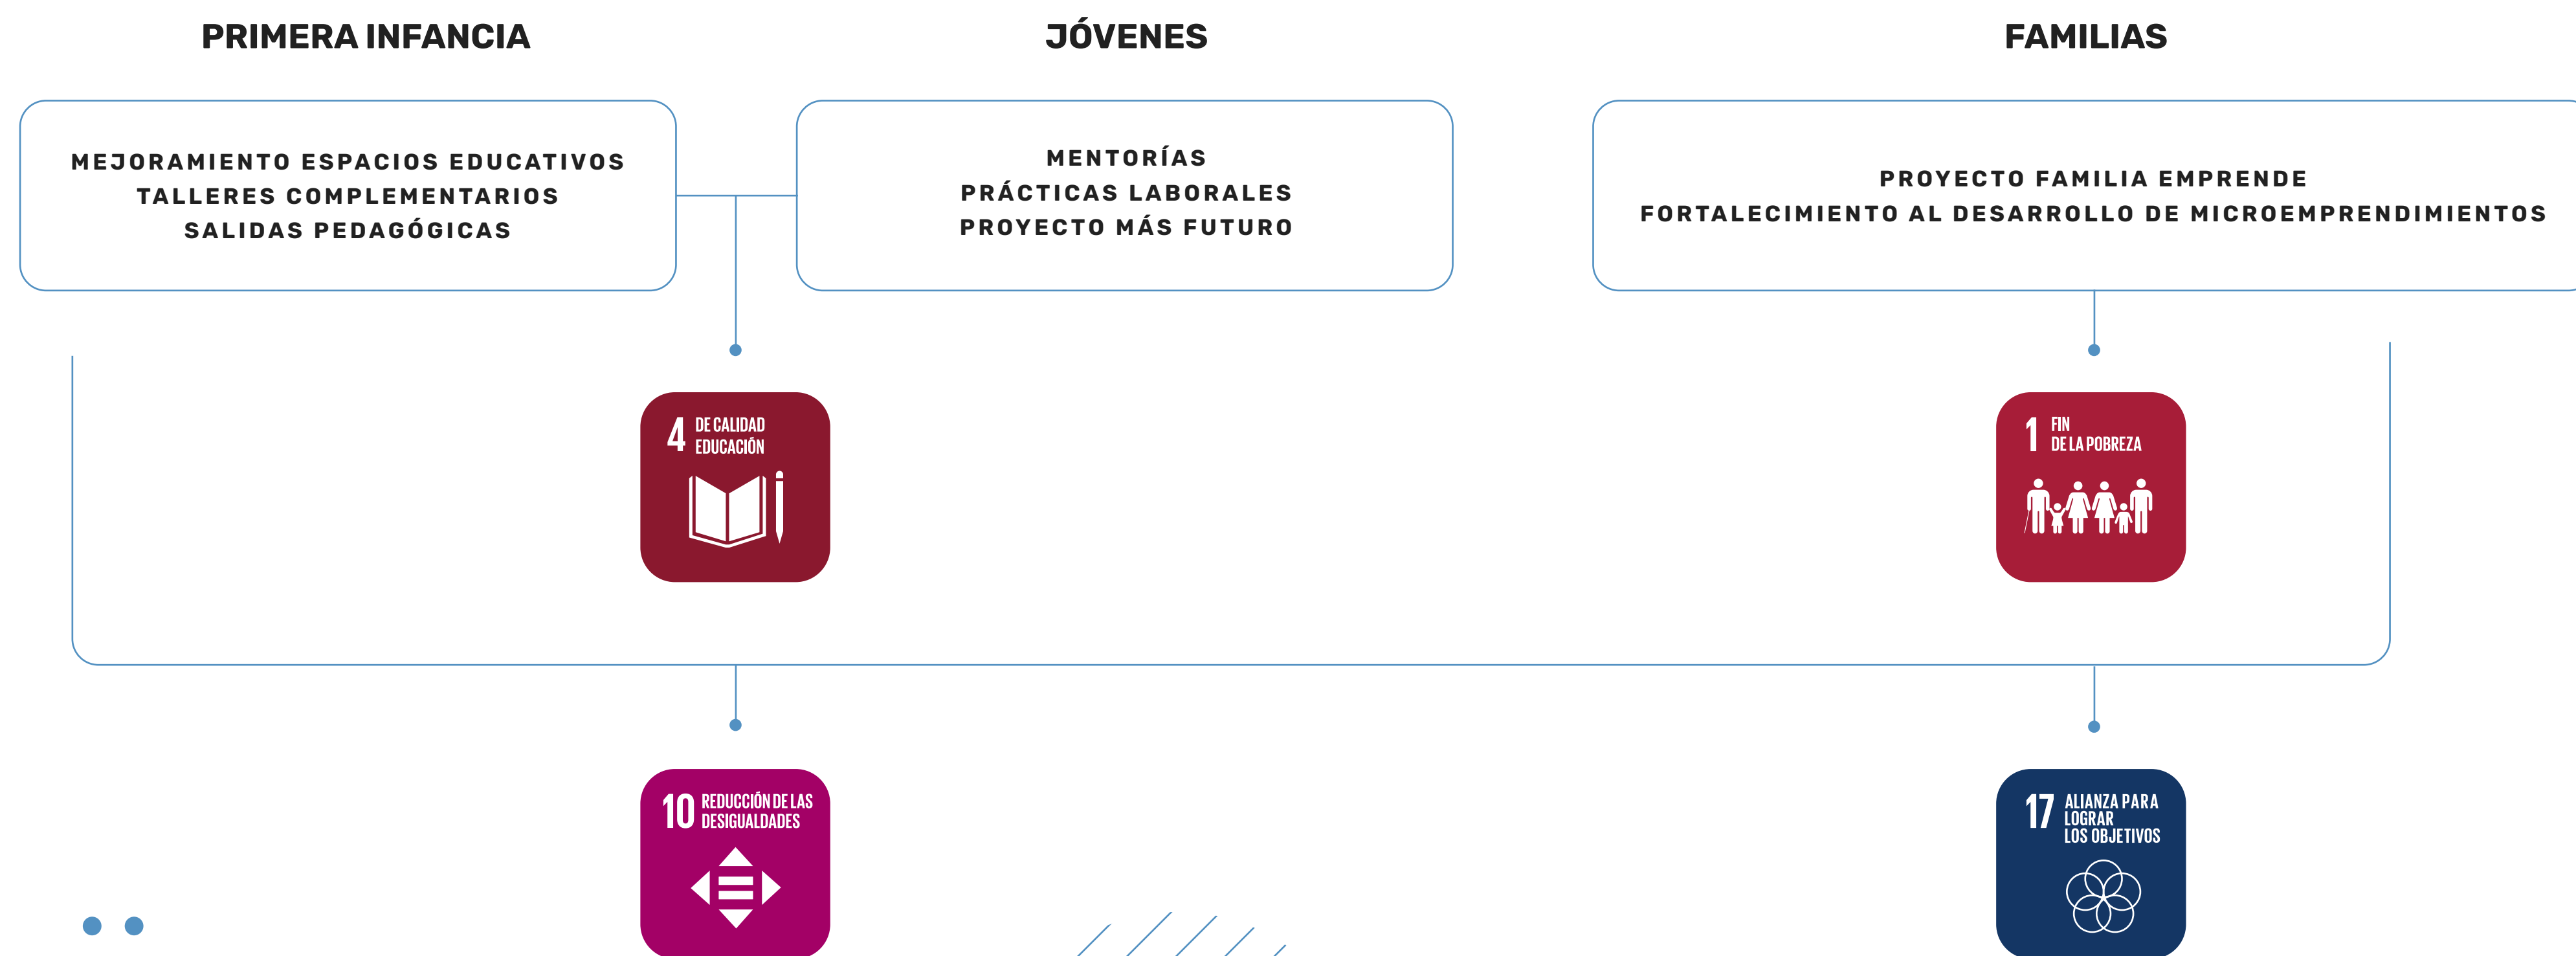 PRIMERA INFANCIA
MEJORAMIENTO ESPACIOS EDUCATIVOS
TALLERES COMPLEMENTARIOS
SALIDAS PEDAGÓGICAS
JÓVENES
MENTORÍAS
PRÁCTICAS LABORALES
PROYECTO MÁS FUTURO
FAMILIAS
PROYECTO FAMILIA EMPRENDE
FORTALECIMIENTO AL DESARROLLO DE MICROEMPRENDIMIENTOS
4 DE CALIDAD
EDUCACIÓN
1 FIN
DE LA POBREZA
10 REDUCCIÓN DE LAS
DESIGUALDADES
17 ALIANZA PARA
LOGRAR
LOS OBJETIVOS